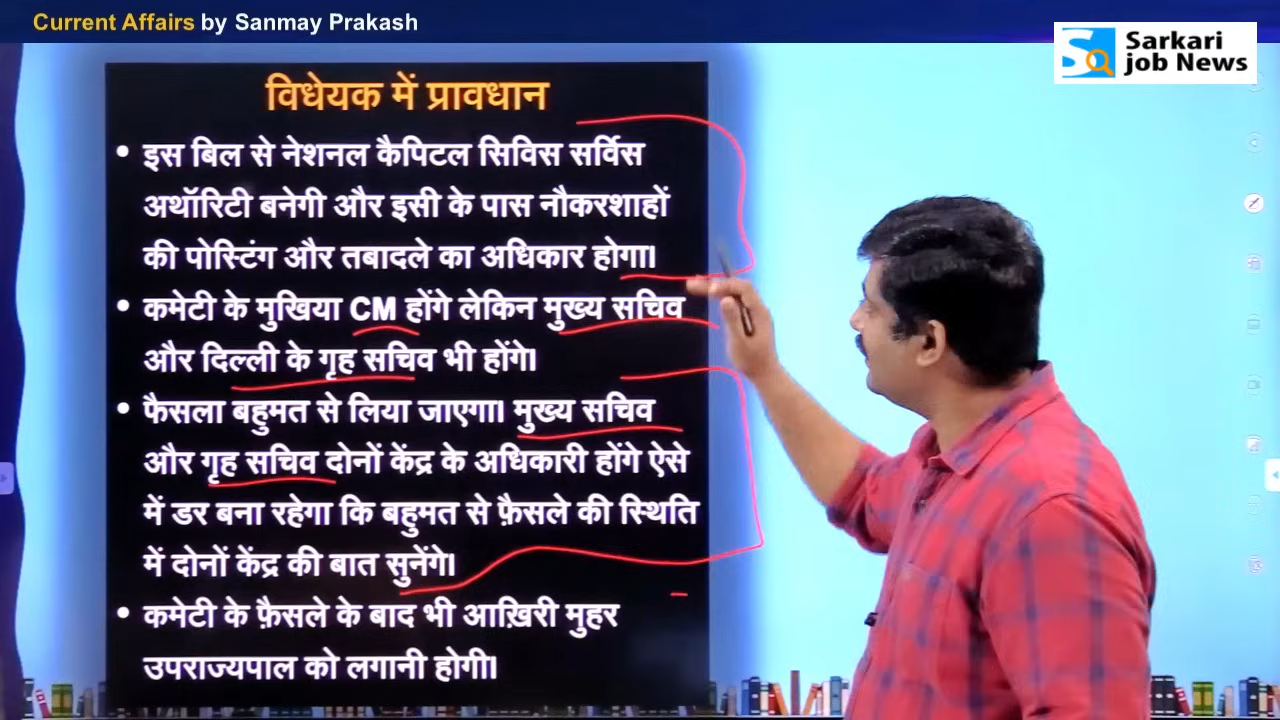 Current Affairs by Sanmay Prakash
Sarkari
job News
विधेयक में प्रावधान
• इस बिल से नेशनल कैपिटल सिविस सर्विस
अथॉरिटी बनेगी और इसी के पास नौकरशाहों
की पोस्टिंग और तबादले का अधिकार होगा।
• कमेटी के मुखिया CM होंगे लेकिन मुख्य सचिव
और दिल्ली के गृह सचिव भी होंगे।
• फैसला बहुमत से लिया जाएगा। मुख्य सचिव
और गृह सचिव दोनों केंद्र के अधिकारी होंगे ऐसे
में डर बना रहेगा कि बहुमत से फ़ैसले की स्थिति
में दोनों केंद्र की बात सुनेंगे।
• कमेटी के फ़ैसले के बाद भी आख़िरी मुहर
उपराज्यपाल को लगानी होगी।